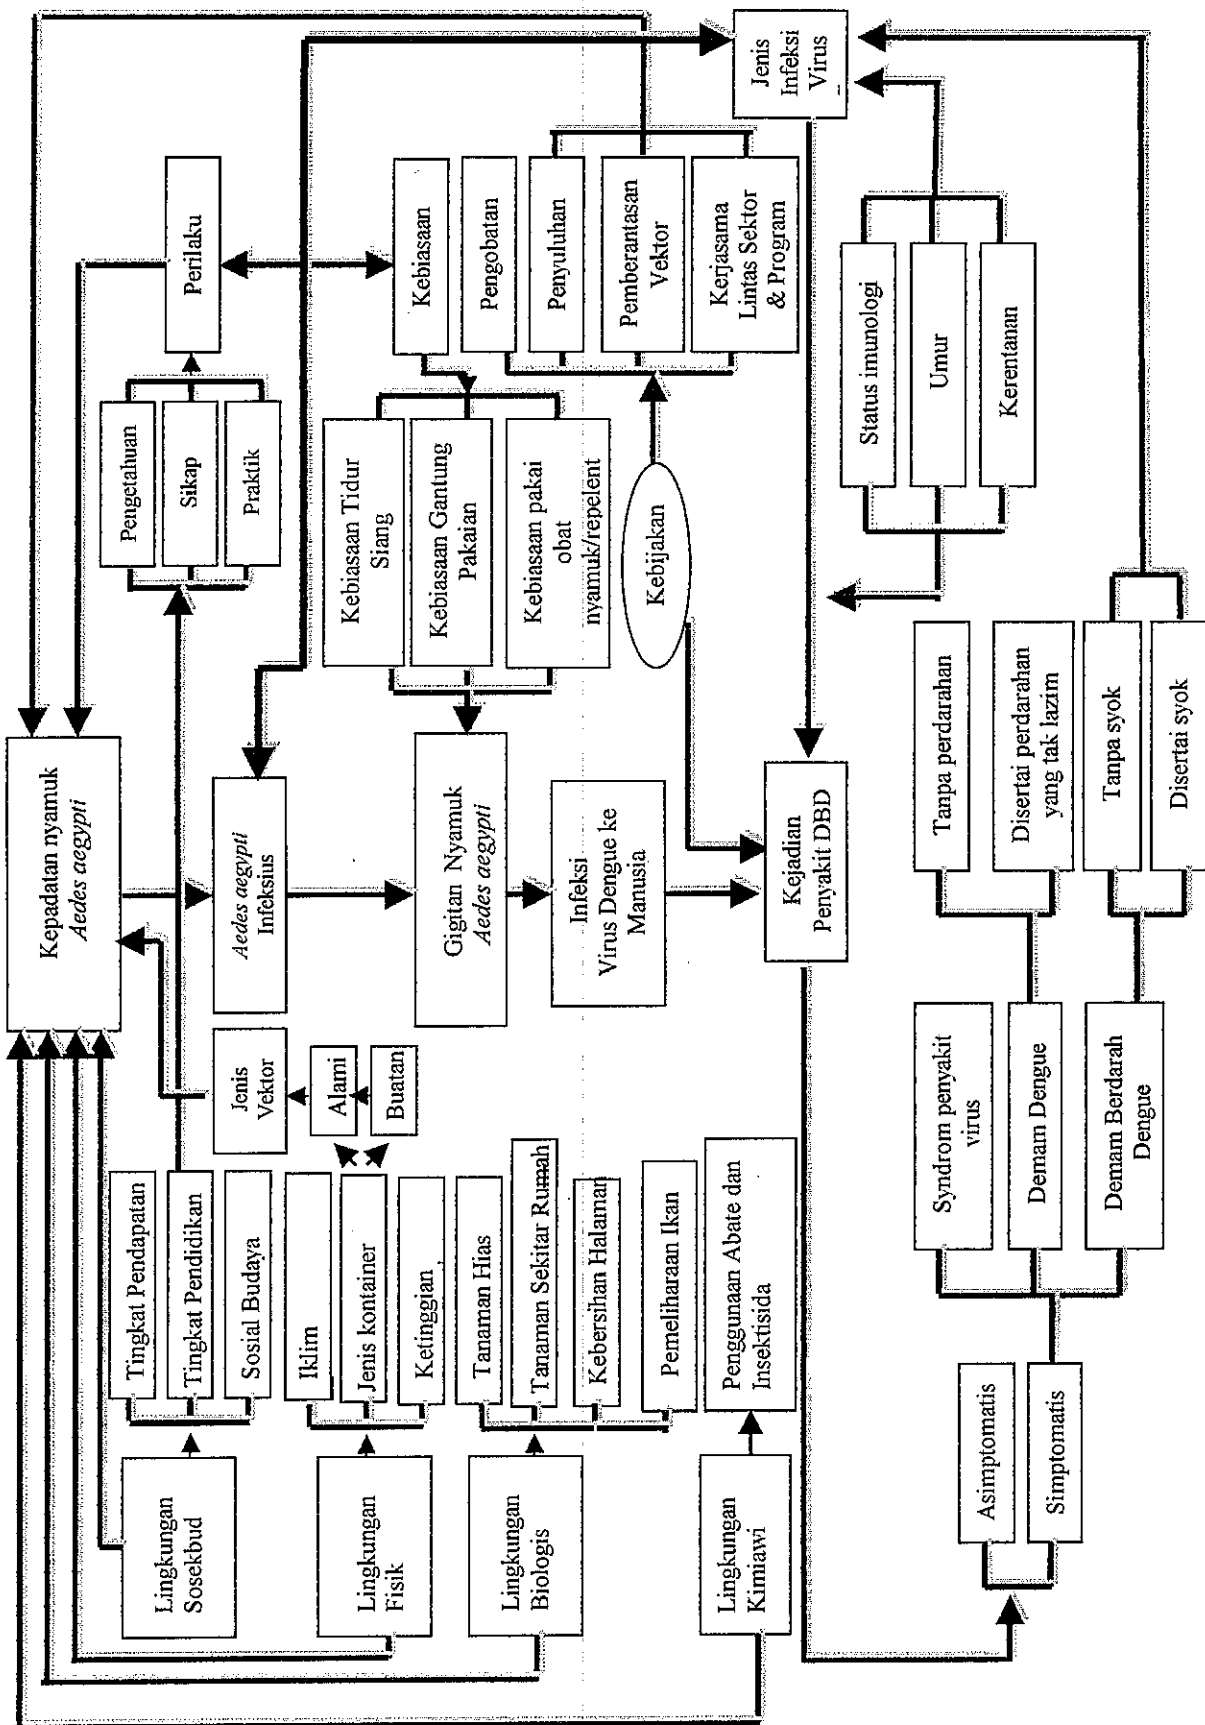 Lingkungan
Sosekbud
Lingkungan
Fisik
Lingkungan
Biologis
Lingkungan
Kimiawi
Tingkat Pendapatan
Tingkat Pendidikan
Sosial Budaya
Iklim
Jenis kontainer
Ketinggian
Tanaman Hias
Tanaman Sekitar Rumah
Kebersihan Halaman
Pemeliharaan Ikan
Penggunaan Abate dan
Insektisida
Jenis
Vektor
Alami
Buatan
Kepadatan nyamuk
Aedes aegypti
Aedes aegypti
Infeksius
Gigitan Nyamuk
Aedes aegypti
Infeksi
Virus Dengue ke
Manusia
Kejadian
Penyakit DBD
Pengetahuan
Sikap
Praktik
Kebiasaan Tidur
Siang
Kebiasaan Gantung
Pakaian
Kebiasaan pakai
obat
nyamuk/repelent
Kebijakan
Perilaku
Kebiasaan
Pengobatan
Penyuluhan
Pemberantasan
Vektor
Kerjasama
Lintas Sektor
& Program
Jenis
Infeksi
Virus
Status imunologi
Umur
Kerentanan
Asimptomatis
Simptomatis
Syndrom penyakit
virus
Demam Dengue
Demam Berdarah
Dengue
Tanpa perdarahan
Disertai perdarahan
yang tak lazim
Tanpa syok
Disertai syok